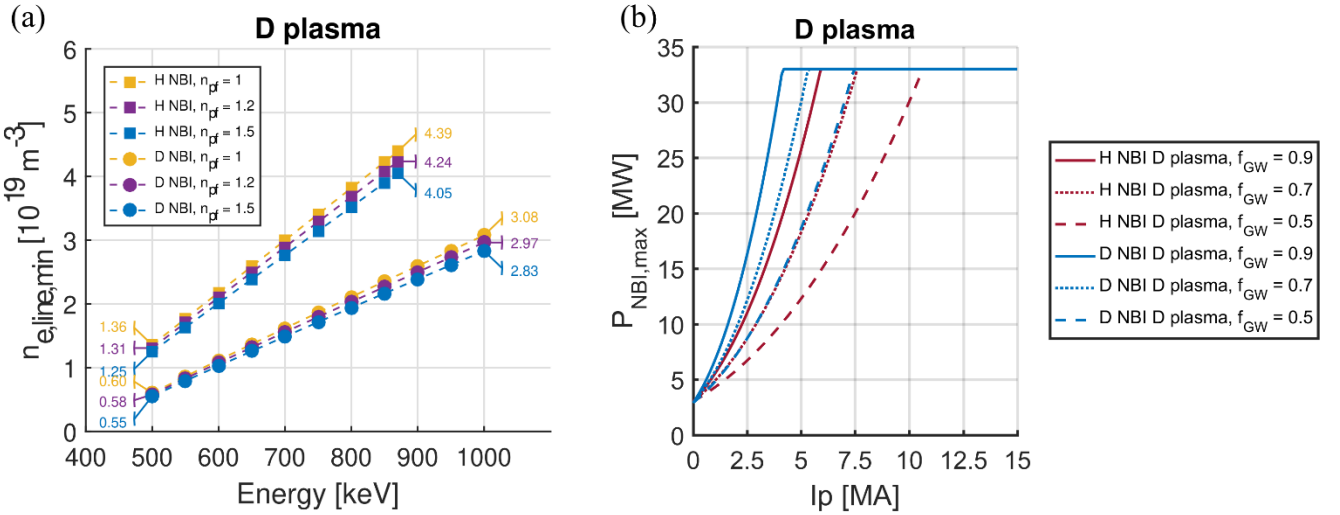 (a)
D plasma
n_e,line,min [10^19 m^-3]
6
5
4
3
2
1
0
H NBI, n_pf = 1
H NBI, n_pf = 1.2
H NBI, n_pf = 1.5
D NBI, n_pf = 1
D NBI, n_pf = 1.2
D NBI, n_pf = 1.5
4.39
4.24
4.05
3.08
2.97
2.83
1.36
1.31
1.25
0.60
0.58
0.55
400 500 600 700 800 900 1000
Energy [keV]
(b)
D plasma
P_NBI,max [MW]
35
30
25
20
15
10
5
0
0 2.5 5 7.5 10 12.5 15
Ip [MA]
H NBI D plasma, f_GW = 0.9
H NBI D plasma, f_GW = 0.7
H NBI D plasma, f_GW = 0.5
D NBI D plasma, f_GW = 0.9
D NBI D plasma, f_GW = 0.7
D NBI D plasma, f_GW = 0.5